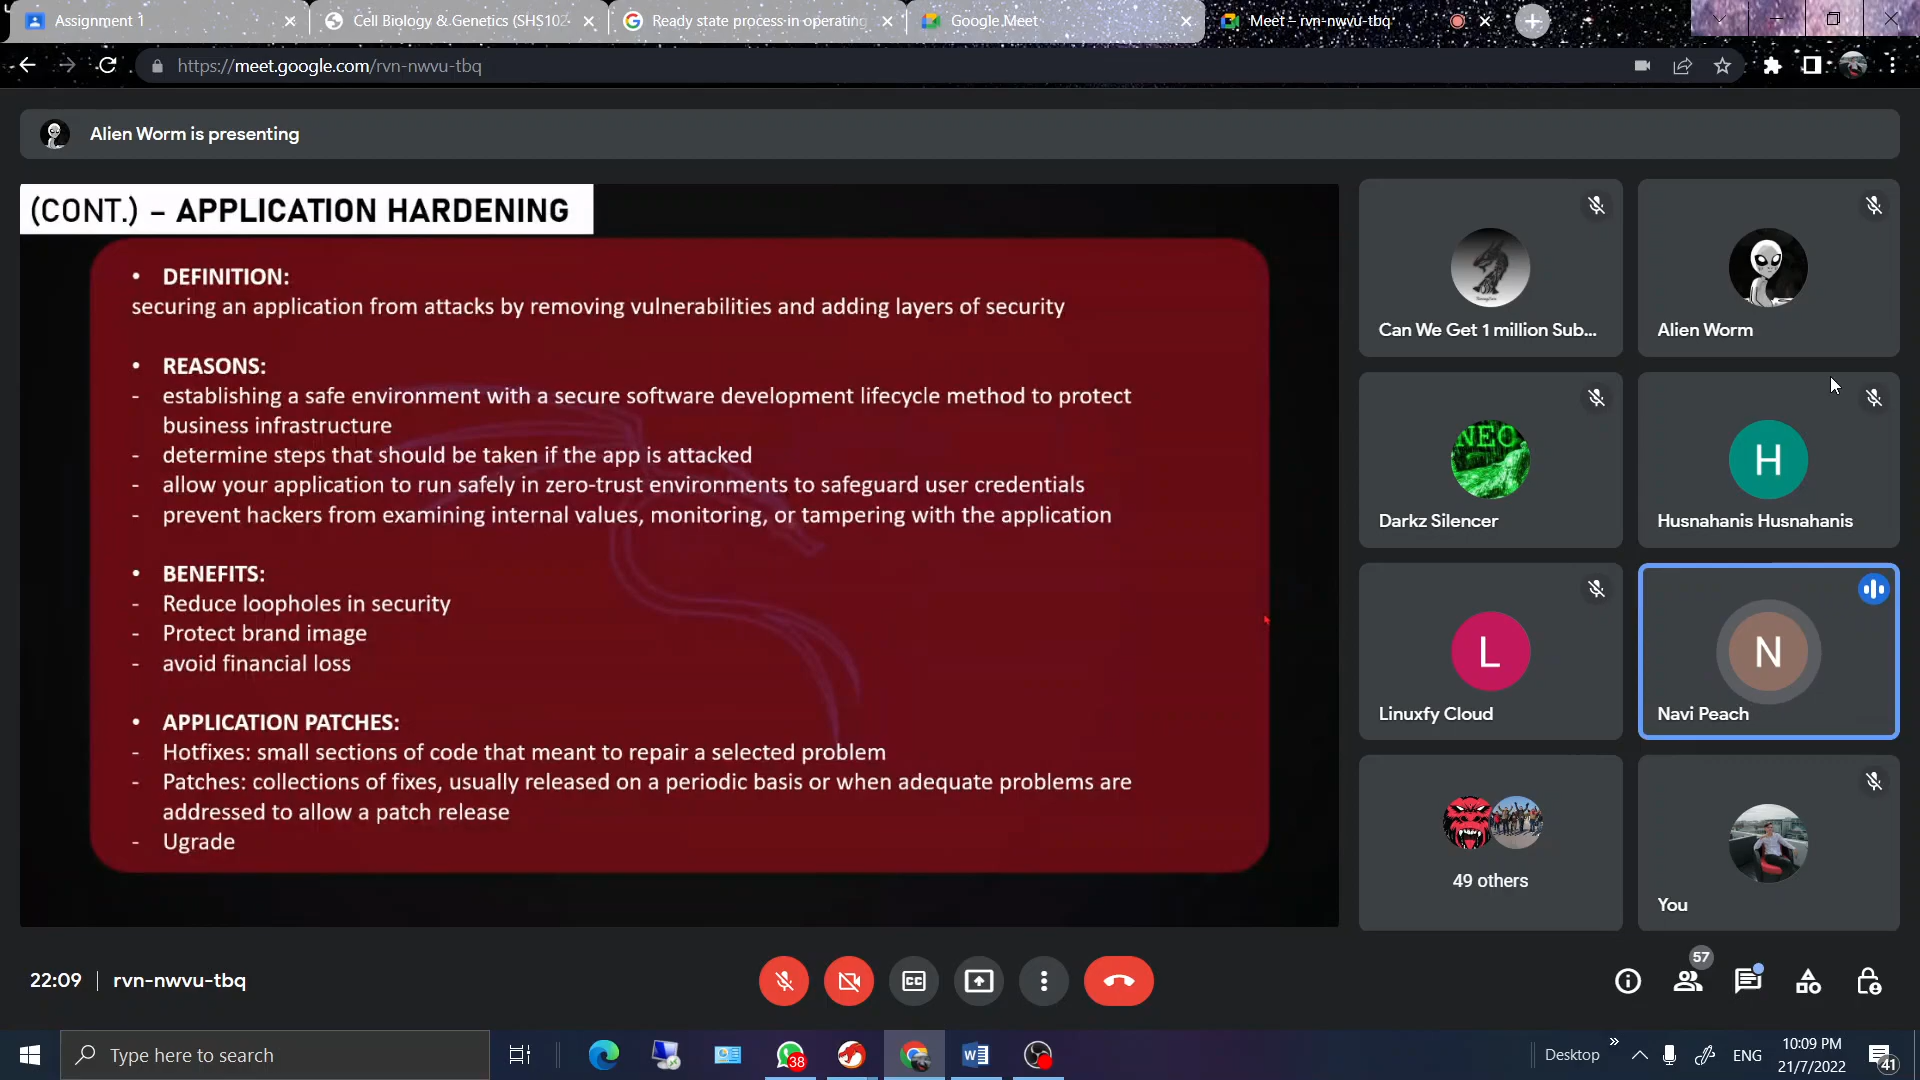 Assignment 1
Cell Biology & Genetics (SHS102-
Ready state process in operating
Google Meet
Meet – rvn-nwvu-tbq
https://meet.google.com/rvn-nwvu-tbq
Alien Worm is presenting
(CONT.) – APPLICATION HARDENING
• DEFINITION:
securing an application from attacks by removing vulnerabilities and adding layers of security
• REASONS:
- establishing a safe environment with a secure software development lifecycle method to protect
business infrastructure
- determine steps that should be taken if the app is attacked
- allow your application to run safely in zero-trust environments to safeguard user credentials
- prevent hackers from examining internal values, monitoring, or tampering with the application
• BENEFITS:
- Reduce loopholes in security
- Protect brand image
- avoid financial loss
• APPLICATION PATCHES:
- Hotfixes: small sections of code that meant to repair a selected problem
- Patches: collections of fixes, usually released on a periodic basis or when adequate problems are
addressed to allow a patch release
- Ugrade
Can We Get 1 million Sub...
Alien Worm
NEO
Darkz Silencer
H
Husnahanis Husnahanis
L
Linuxfy Cloud
N
Navi Peach
49 others
You
22:09
rvn-nwvu-tbq
CC
57
Type here to search
38
W
Desktop
ENG
10:09 PM
21/7/2022
41